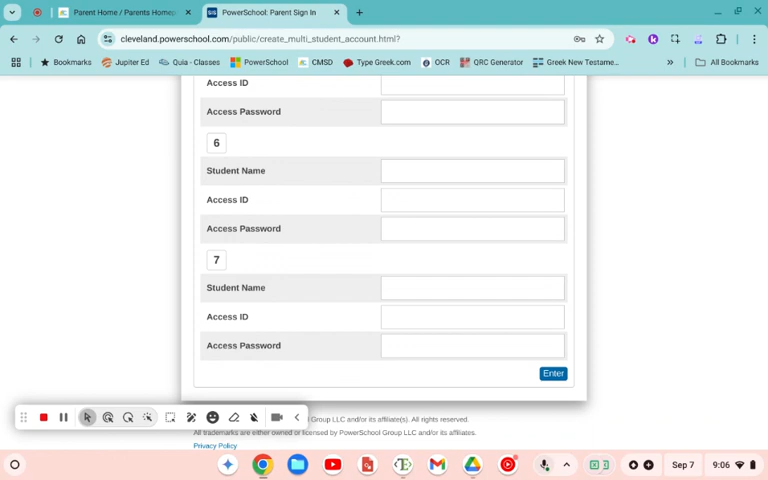 Parent Home / Parents Homep
PowerSchool: Parent Sign In
cleveland.powerschool.com/public/create_multi_student_account.html?
Bookmarks
Jupiter Ed
Quia - Classes
PowerSchool
CMSD
Type Greek.com
OCR
QRC Generator
Greek New Testame...
All Bookmarks
Access ID
Access Password
6
Student Name
Access ID
Access Password
7
Student Name
Access ID
Access Password
Enter
Group LLC and/or its affiliate(s). All rights reserved.
All trademarks are either owned or licensed by PowerSchool Group LLC and/or its affiliates.
Privacy Policy
Sep 7
9:06